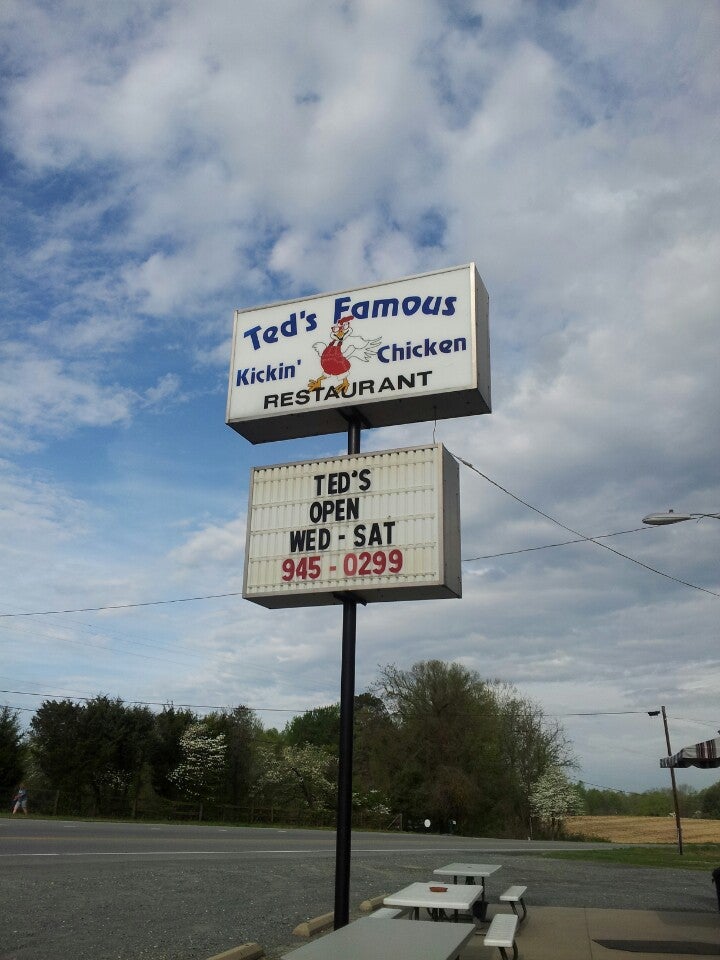 Ted's Famous
Kickin' Chicken
RESTAURANT
TED'S
OPEN
WED - SAT
945 - 0299